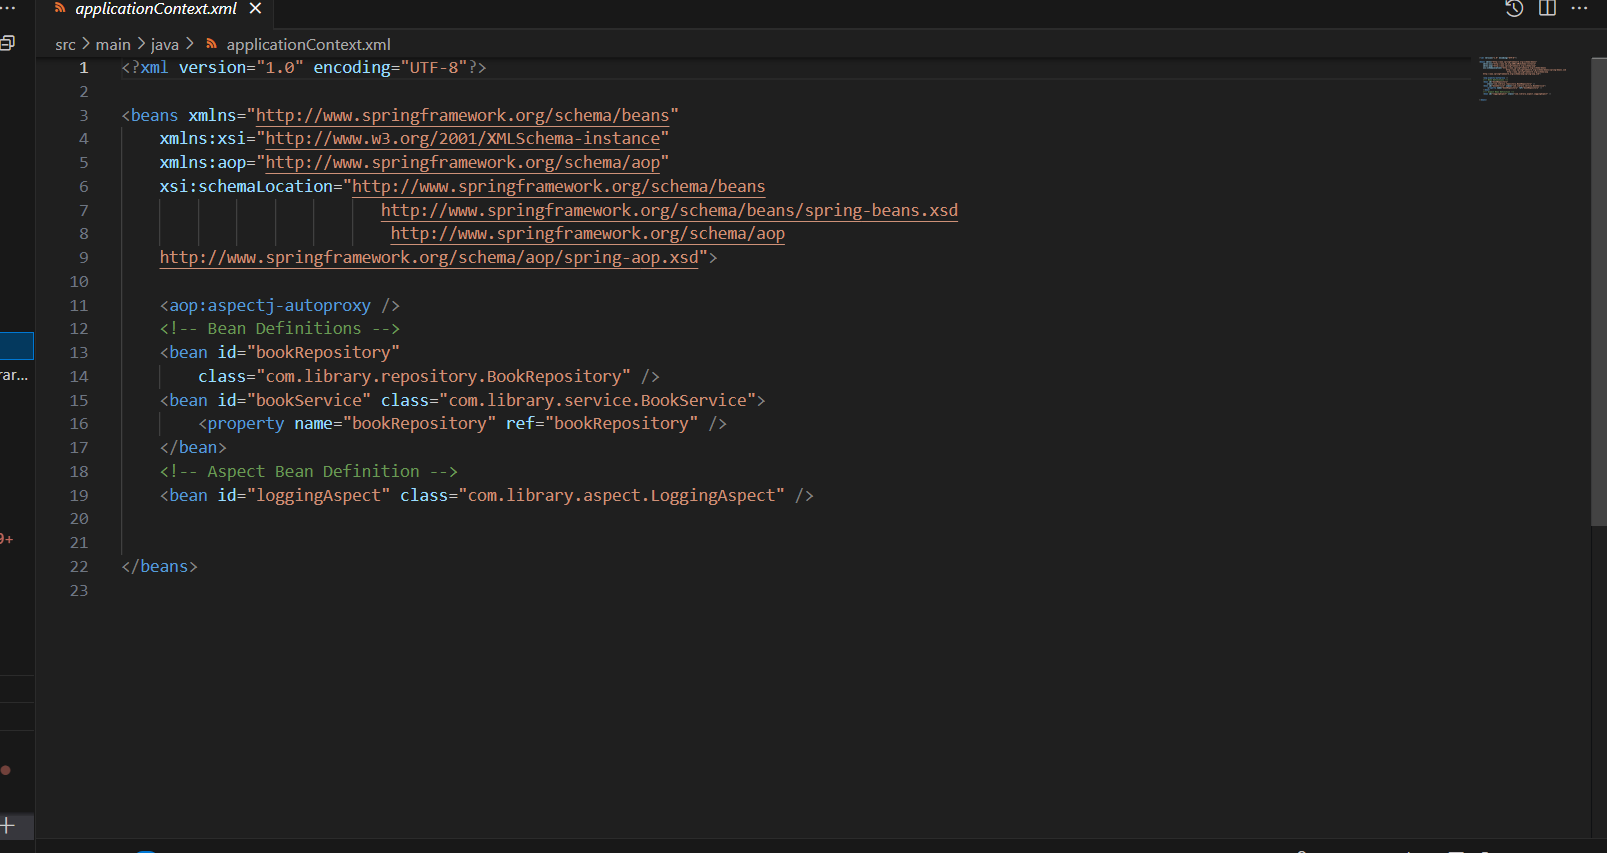 ···
applicationContext.xml
···
src > main > java > applicationContext.xml
1 <?xml version="1.0" encoding="UTF-8"?>
2
3 <beans xmlns="http://www.springframework.org/schema/beans"
4 xmlns:xsi="http://www.w3.org/2001/XMLSchema-instance"
5 xmlns:aop="http://www.springframework.org/schema/aop"
6 xsi:schemaLocation="http://www.springframework.org/schema/beans
7 http://www.springframework.org/schema/beans/spring-beans.xsd
8 http://www.springframework.org/schema/aop
9 http://www.springframework.org/schema/aop/spring-aop.xsd">
10
11 <aop:aspectj-autoproxy />
12 <!-- Bean Definitions -->
13 <bean id="bookRepository"
14 class="com.library.repository.BookRepository" />
15 <bean id="bookService" class="com.library.service.BookService">
16 <property name="bookRepository" ref="bookRepository" />
17 </bean>
18 <!-- Aspect Bean Definition -->
19 <bean id="loggingAspect" class="com.library.aspect.LoggingAspect" />
20
21
22 </beans>
23
rar...
9+